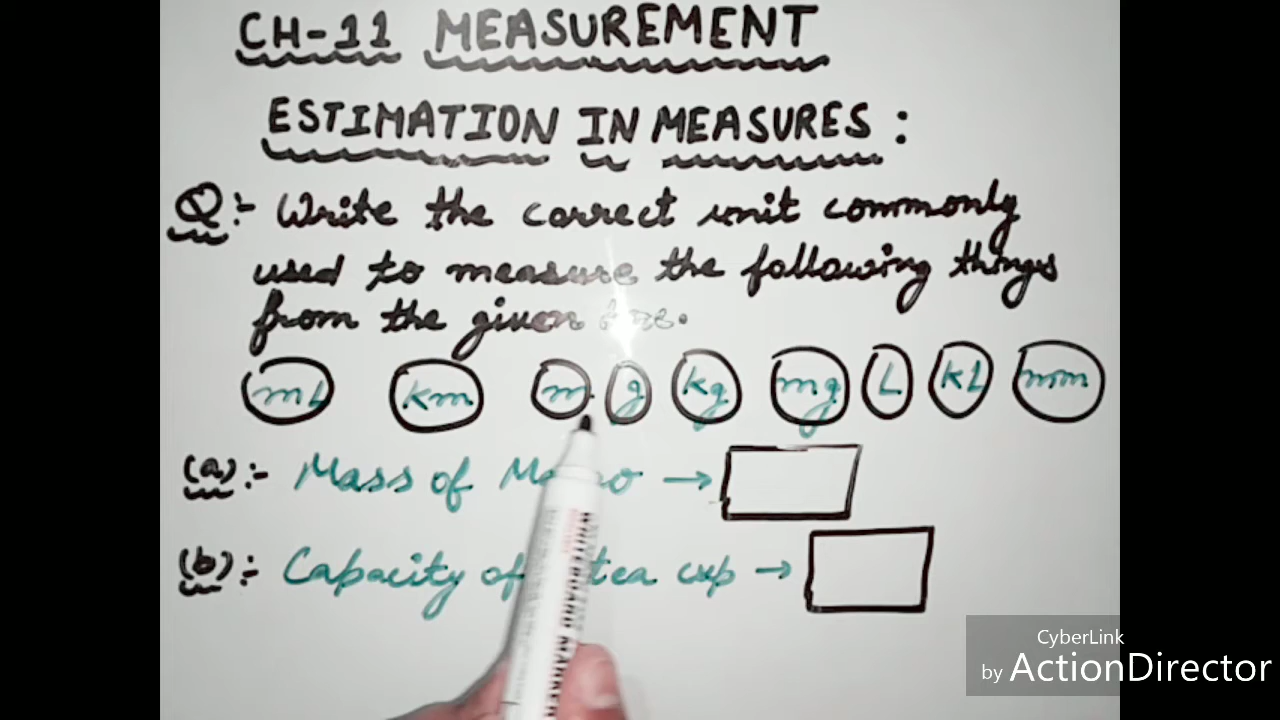 CH-11 MEASUREMENT
ESTIMATION IN MEASURES :
Q:- Write the correct unit commonly
used to measure the following things
from the given
mL km m g kg mg L kL mm
(a):- Mass of →
(b):- Capacity of tea cup →
CyberLink
by ActionDirector